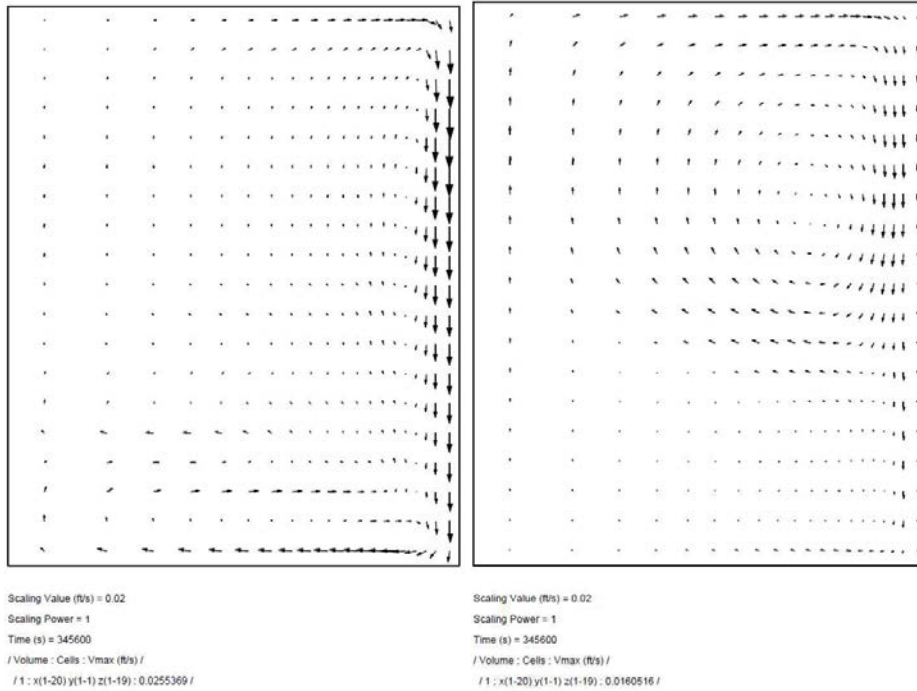 Scaling Value (ft/s) = 0.02
Scaling Power = 1
Time (s) = 345600
/ Volume : Cells : Vmax (ft/s) /
/ 1 : x(1-20) y(1-1) z(1-19) : 0.0255369 /
Scaling Value (ft/s) = 0.02
Scaling Power = 1
Time (s) = 345600
/ Volume : Cells : Vmax (ft/s) /
/ 1 : x(1-20) y(1-1) z(1-19) : 0.0160516 /